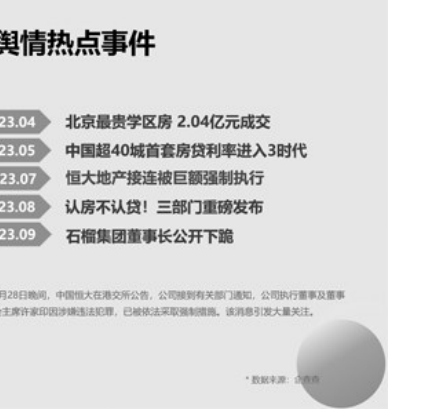 舆情热点事件
23.04 北京最贵学区房 2.04亿元成交
23.05 中国超40城首套房贷利率进入3时代
23.07 恒大地产接连被巨额强制执行
23.08 认房不认贷！三部门重磅发布
23.09 石榴集团董事长公开下跪
月28日晚间，中国恒大在港交所公告，公司接到有关部门通知，公司执行董事及董事
会主席许家印因涉嫌违法犯罪，已被依法采取强制措施。该消息引发大量关注。
* 数据来源：企查查